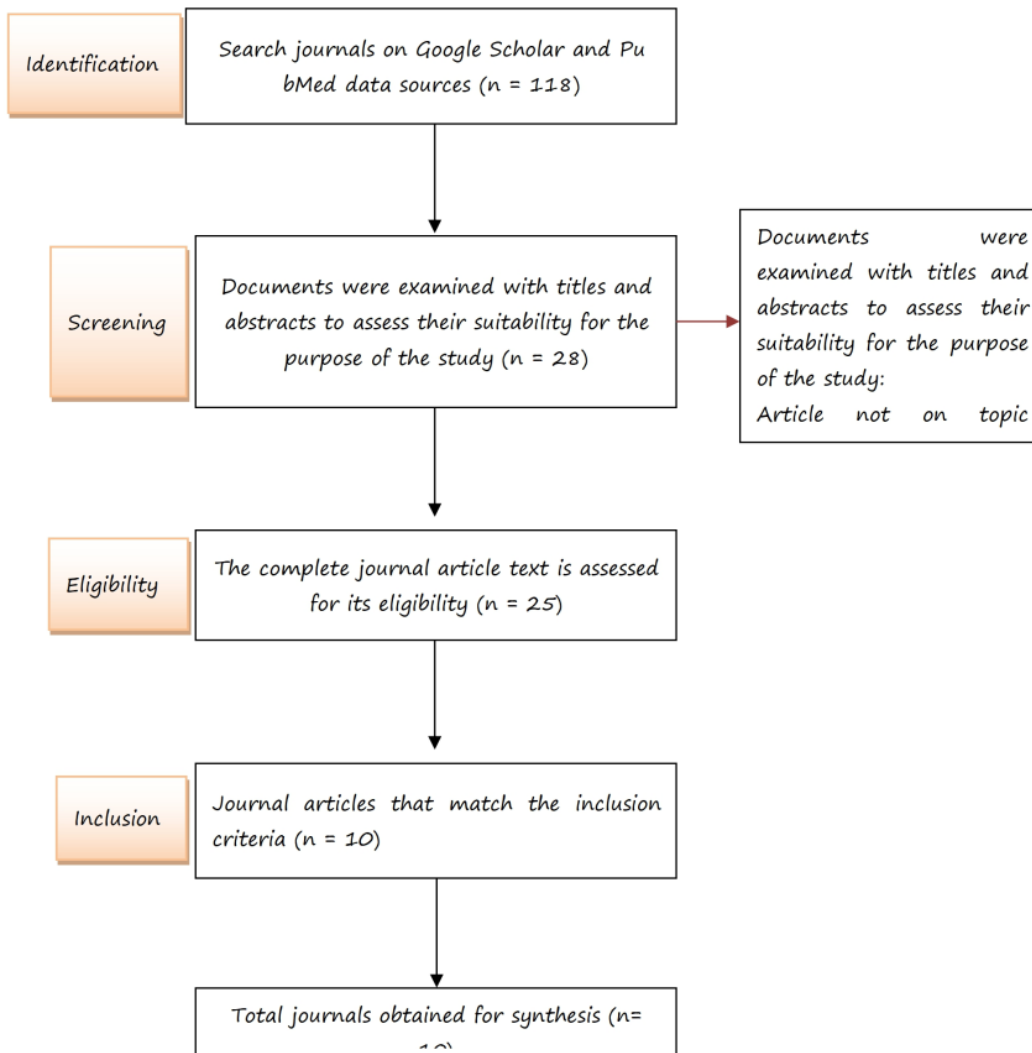 Identification
Search journals on Google Scholar and Pu
bMed data sources (n = 118)
Screening
Documents were examined with titles and
abstracts to assess their suitability for the
purpose of the study (n = 28)
Documents were
examined with titles and
abstracts to assess their
suitability for the purpose
of the study:
Article not on topic
Eligibility
The complete journal article text is assessed
for its eligibility (n = 25)
Inclusion
Journal articles that match the inclusion
criteria (n = 10)
Total journals obtained for synthesis (n=